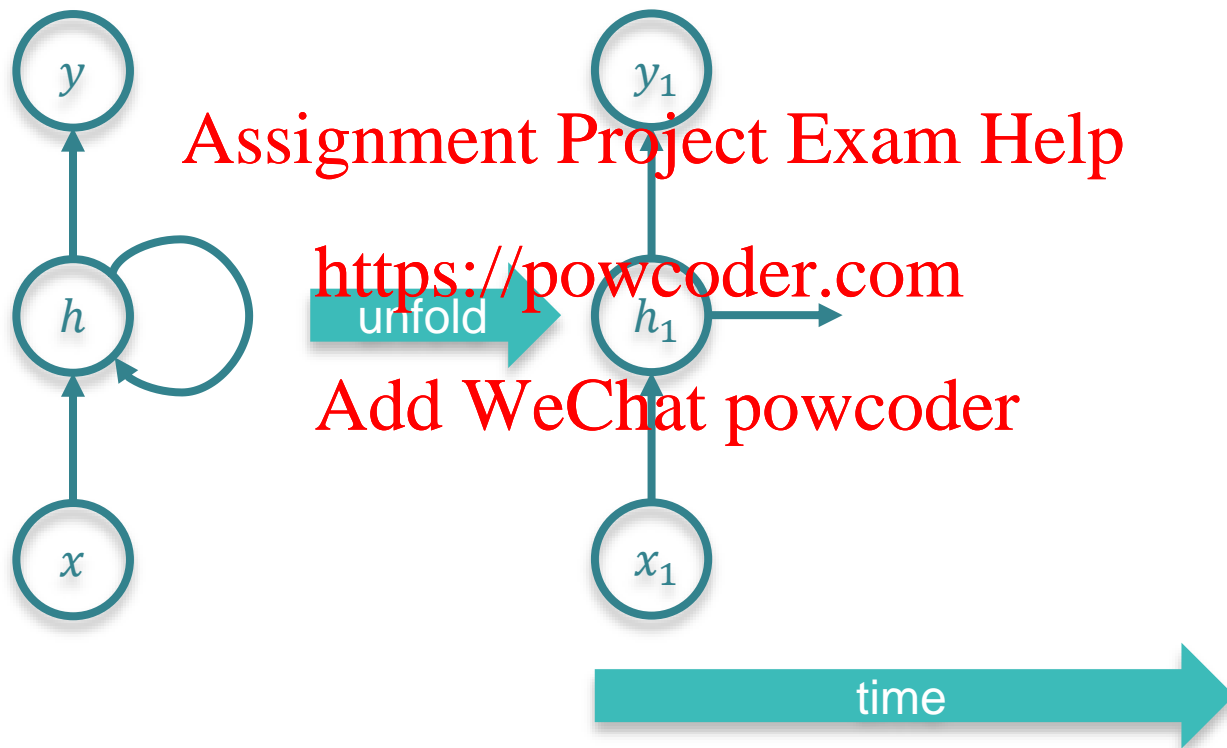 y
y₁
Assignment Project Exam Help
https://powcoder.com
h
unfold
h₁
Add WeChat powcoder
x
x₁
time